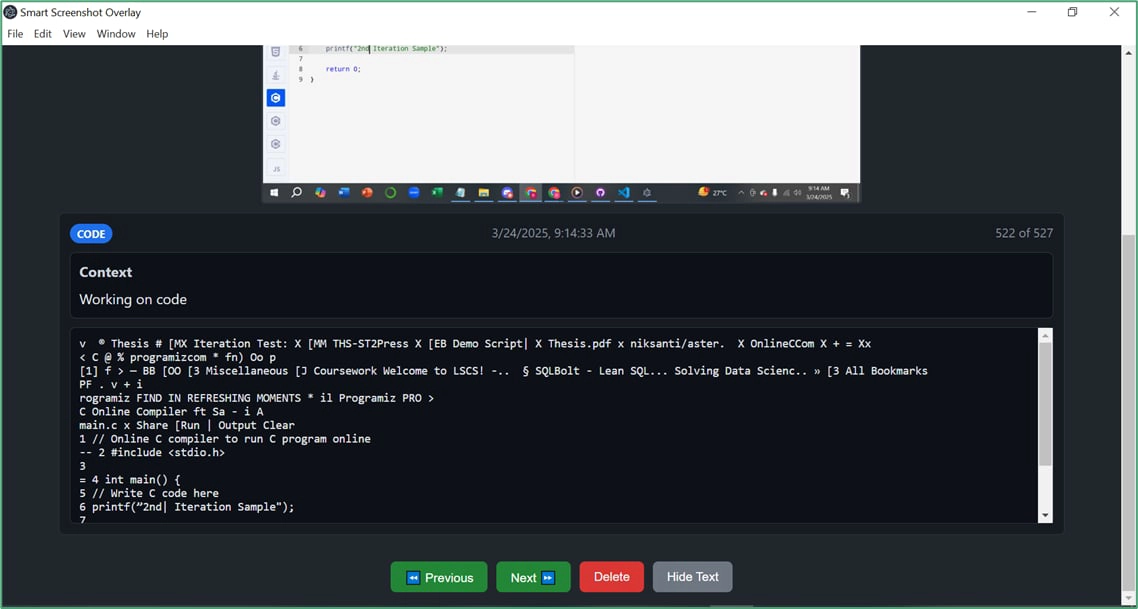 Smart Screenshot Overlay
File Edit View Window Help
6 printf("2nd Iteration Sample");
7
8 return 0;
9 }
JS
27°C
9:14 AM
3/24/2025
CODE
3/24/2025, 9:14:33 AM
522 of 527
Context
Working on code
v ® Thesis # [MX Iteration Test: X [MM THS-ST2Press X [EB Demo Script| X Thesis.pdf x niksanti/aster. X OnlineCCom X + = Xx
< C @ % programizcom * fn) Oo p
[1] f > — BB [OO [3 Miscellaneous [J Coursework Welcome to LSCS! -.. § SQLBolt - Lean SQL... Solving Data Scienc.. » [3 All Bookmarks
PF . v + i
rogramiz FIND IN REFRESHING MOMENTS * il Programiz PRO >
C Online Compiler ft Sa - i A
main.c x Share [Run | Output Clear
1 // Online C compiler to run C program online
-- 2 #include <stdio.h>
3
= 4 int main() {
5 // Write C code here
6 printf(”2nd| Iteration Sample");
7
Previous
Next
Delete
Hide Text